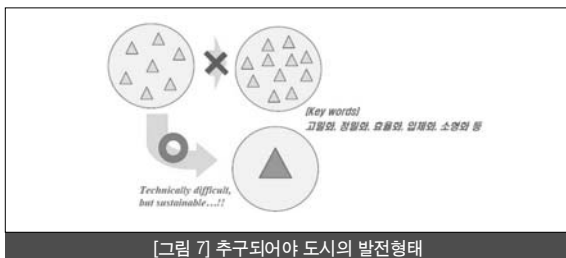 [Key words]
고밀화, 정밀화, 효율화, 입체화, 소형화 등
Technically difficult,
but sustainable...!!
[그림 7] 추구되어야 도시의 발전형태